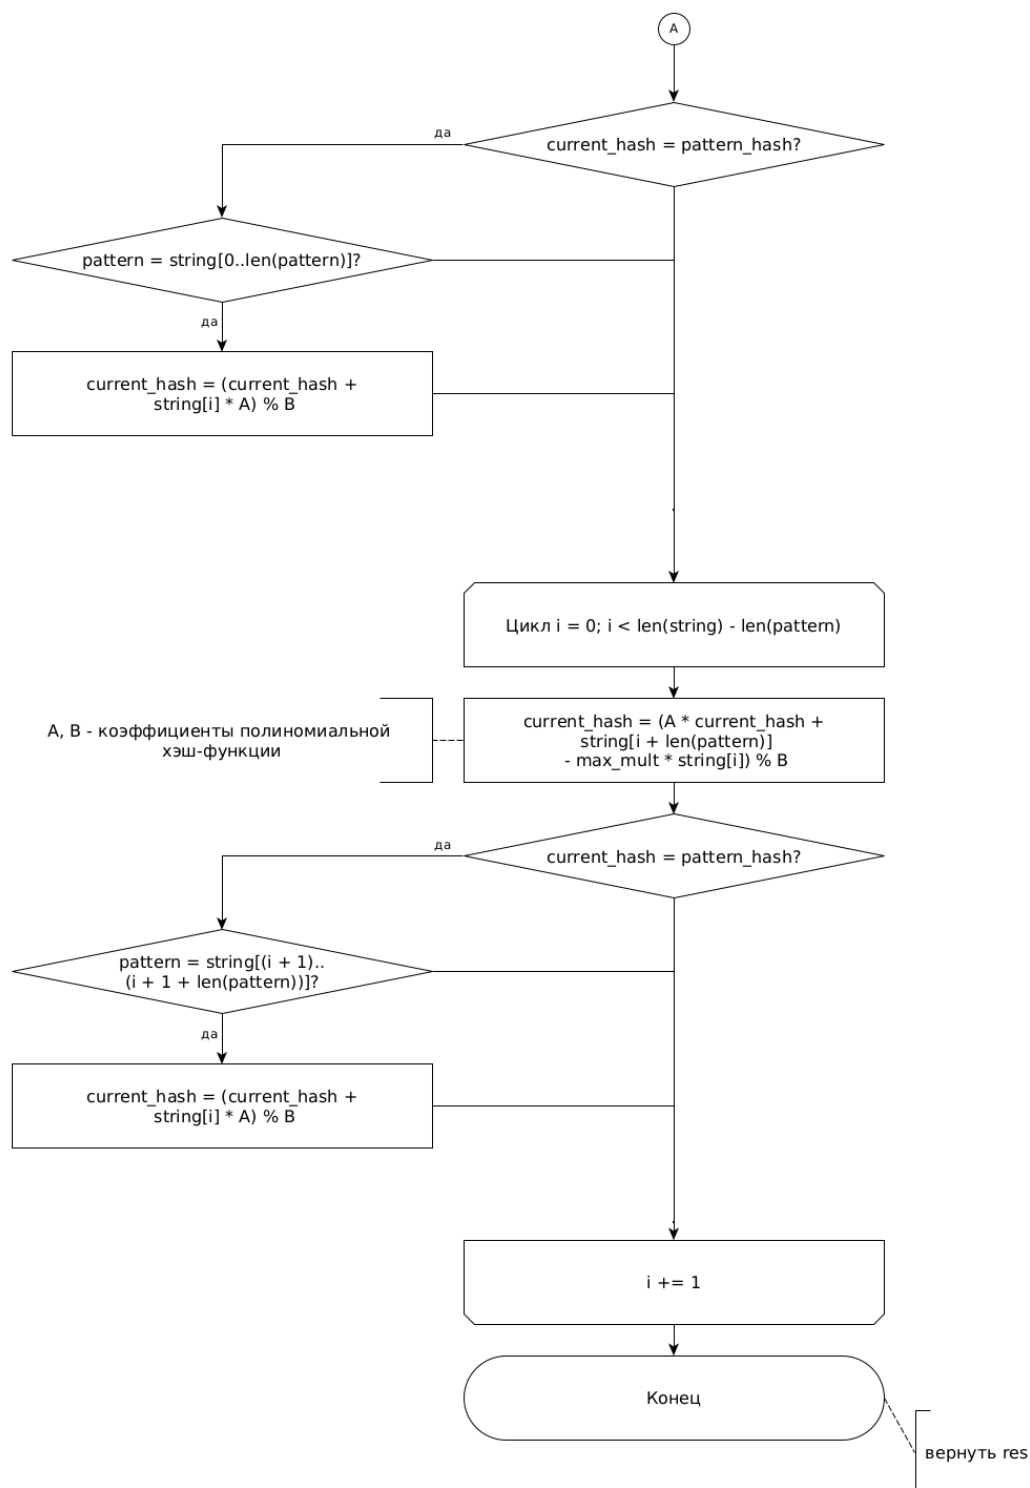 A
current_hash = pattern_hash?
да
pattern = string[0..len(pattern)]?
да
current_hash = (current_hash +
string[i] * A) % B
Цикл i = 0; i < len(string) - len(pattern)
A, B - коэффициенты полиномиальной
хэш-функции
current_hash = (A * current_hash +
string[i + len(pattern)]
- max_mult * string[i]) % B
да
current_hash = pattern_hash?
pattern = string[(i + 1)..
(i + 1 + len(pattern))]?
да
current_hash = (current_hash +
string[i] * A) % B
i += 1
Конец
вернуть res